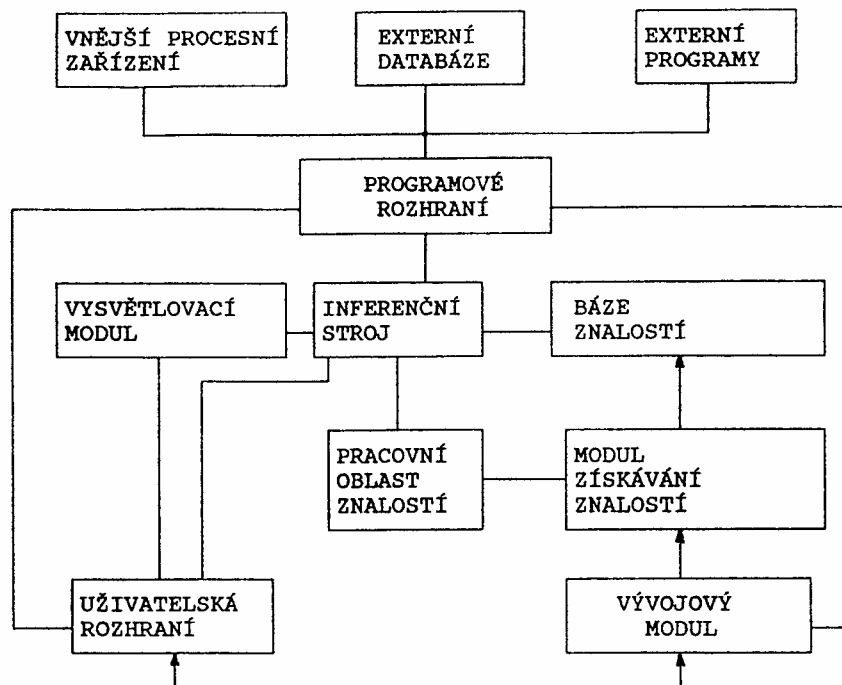 VNĚJŠÍ PROCESNÍ
ZAŘÍZENÍ
EXTERNÍ
DATABÁZE
EXTERNÍ
PROGRAMY
PROGRAMOVÉ
ROZHRANÍ
VYSVĚTLOVACÍ
MODUL
INFERENČNÍ
STROJ
BÁZE
ZNALOSTÍ
PRACOVNÍ
OBLAST
ZNALOSTÍ
MODUL
ZÍSKÁVÁNÍ
ZNALOSTÍ
UŽIVATELSKÁ
ROZHRANÍ
VÝVOJOVÝ
MODUL